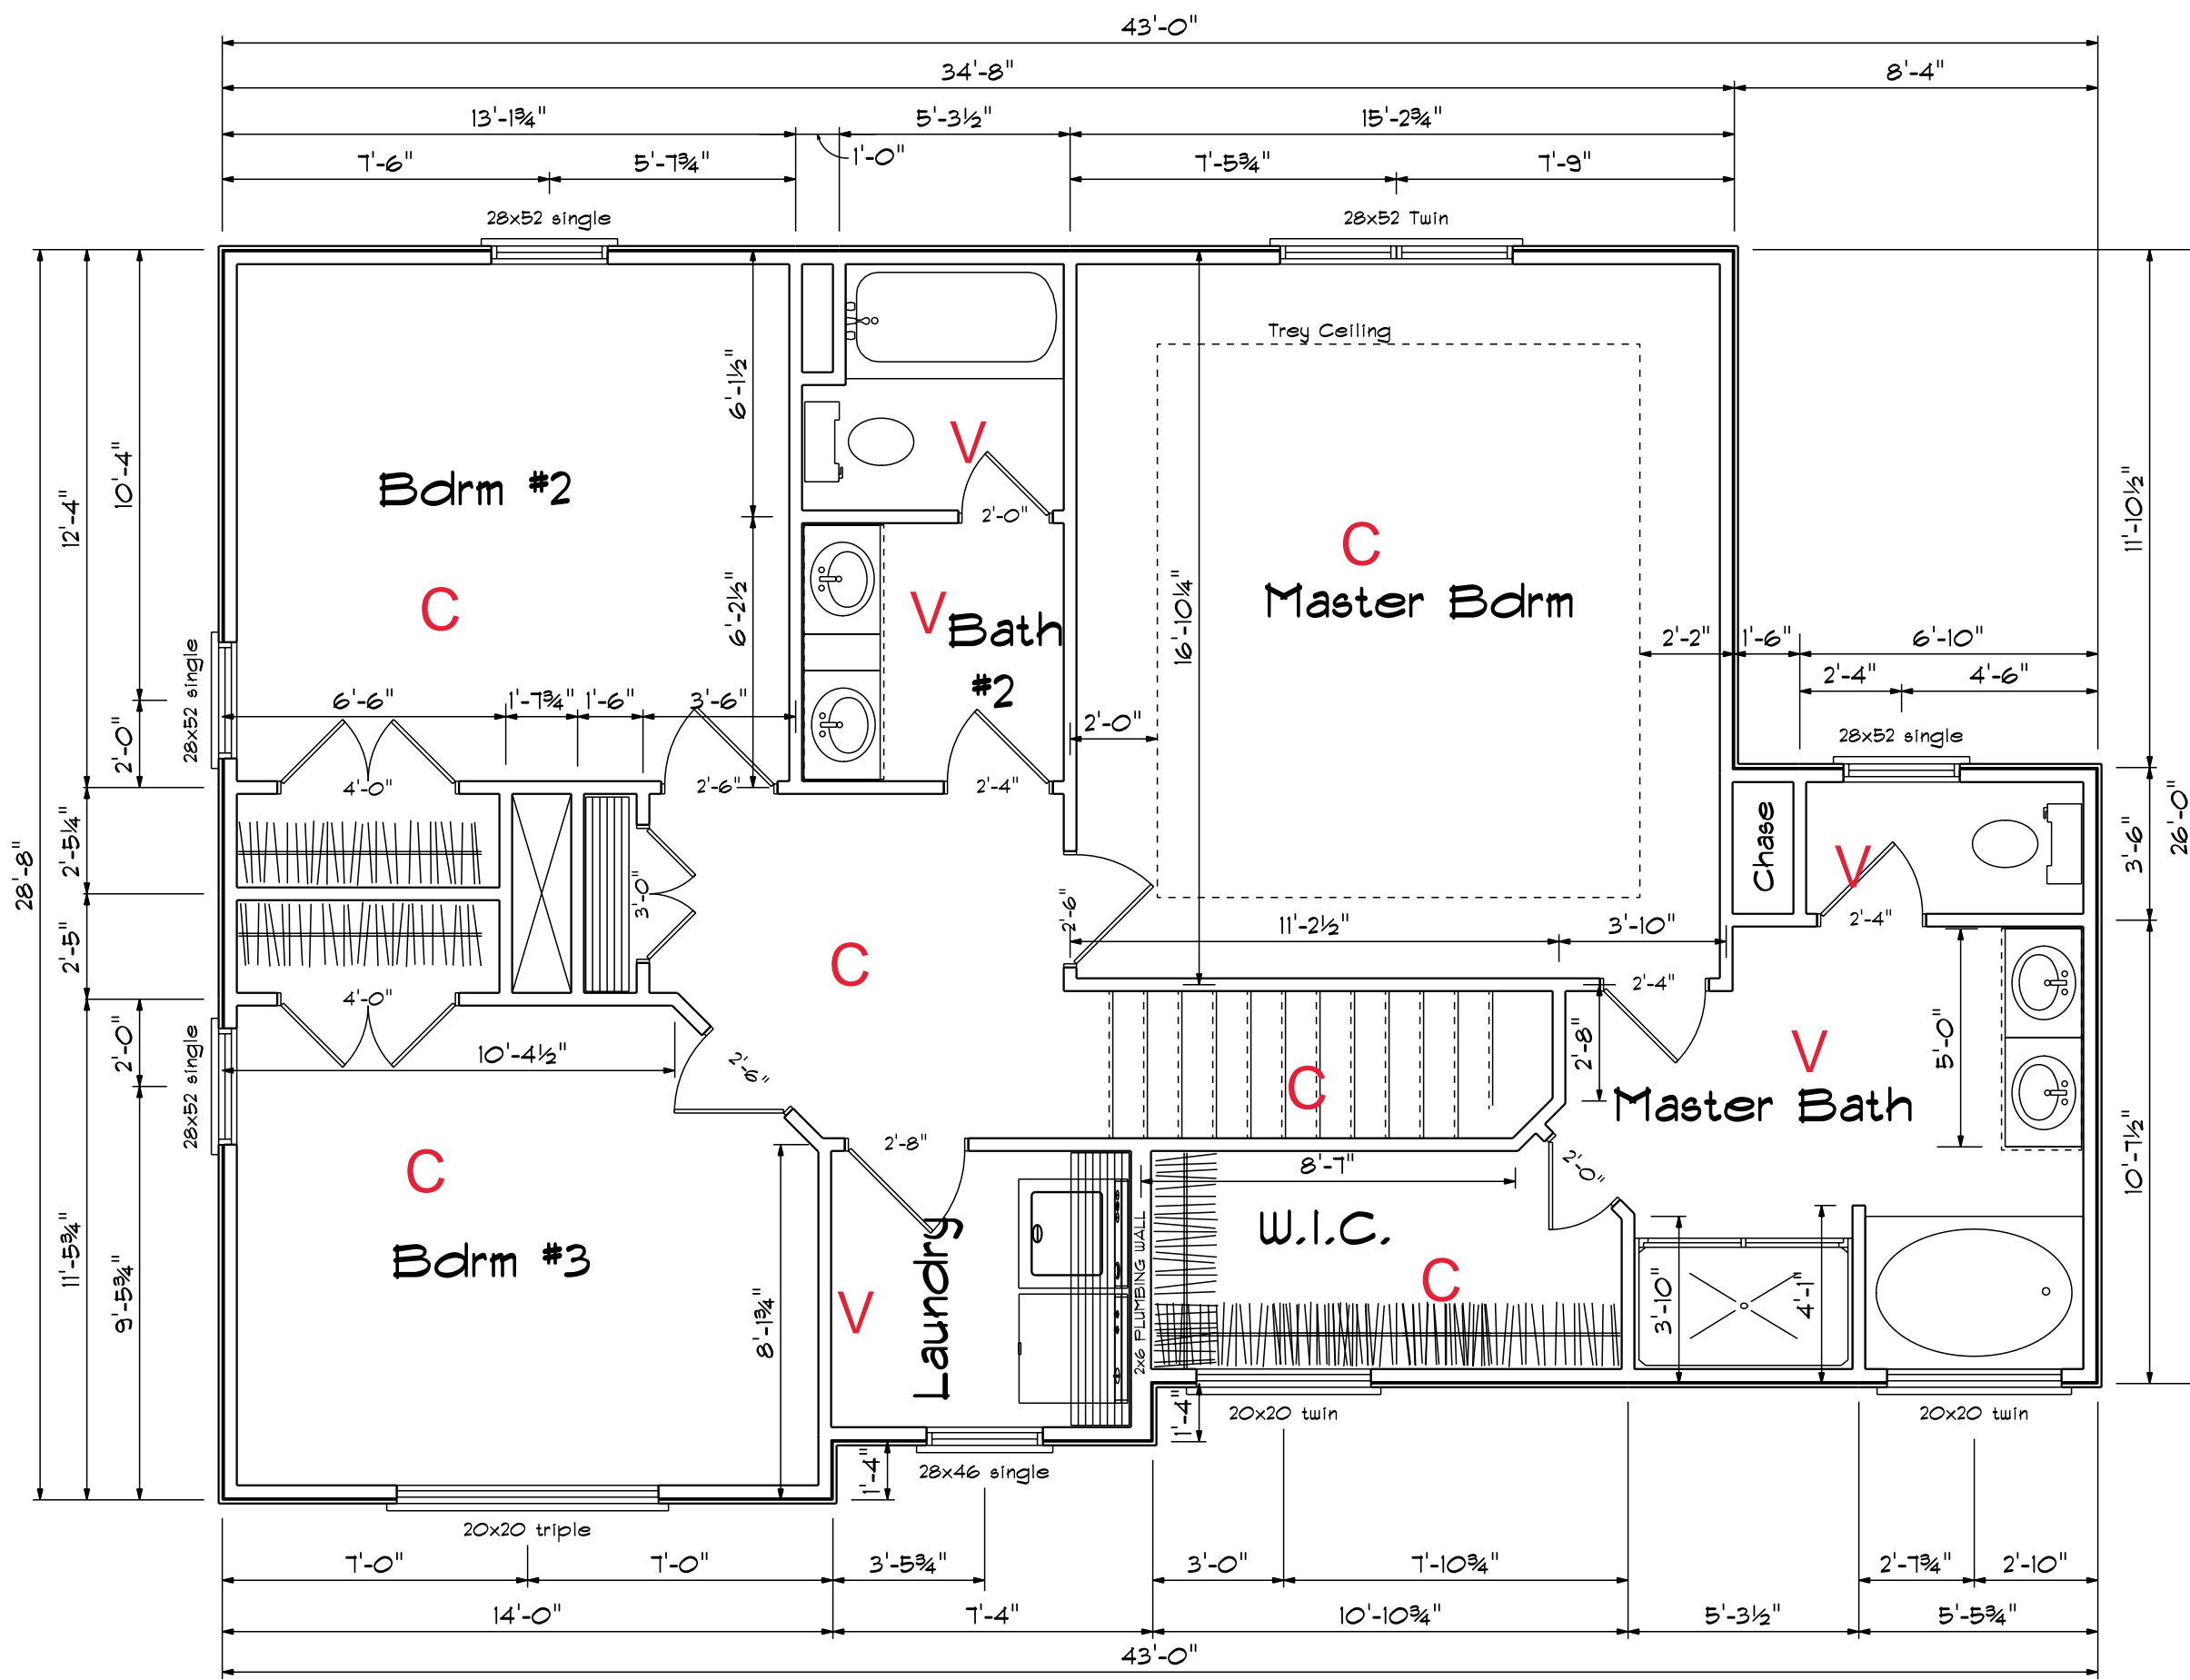 43'-0"
34'-8"
8'-4"
13'-1¾"
5'-3½"
15'-2¾"
7'-6"
5'-7¾"
1'-0"
7'-5¾"
7'-9"
28x52 single
28x52 Twin
Trey Ceiling
6'-1½"
V
10'-4"
12'-4"
Bdrm #2
2'-0"
11'-10½"
C
C
Master Bdrm
6'-2½"
V
Bath
#2
16'-10¼"
2'-2"
1'-6"
6'-10"
2'-4"
4'-6"
28x52 single
6'-6"
1'-7¾"
1'-6"
3'-6"
2'-0"
2'-0"
28x52 single
4'-0"
2'-6"
2'-4"
28'-8"
2'-5¼"
3'-0"
2'-6"
Chase
V
2'-4"
3'-6"
26'-0"
11'-2½"
3'-10"
2'-5"
C
4'-0"
2'-4"
2'-0"
28x52 single
10'-4½"
2'-6"
2'-8"
5'-0"
V
Master Bath
C
C
2'-8"
8'-7"
2'-0"
10'-7½"
11'-5¾"
9'-5¾"
Bdrm #3
8'-1¾"
V
Laundry
2x6 PLUMBING WALL
W.I.C.
C
3'-10"
4'-1"
1'-4"
1'-4"
20x20 twin
20x20 twin
28x46 single
20x20 triple
7'-0"
7'-0"
3'-5¾"
3'-0"
7'-10¾"
2'-7¾"
2'-10"
14'-0"
7'-4"
10'-10¾"
5'-3½"
5'-5¾"
43'-0"